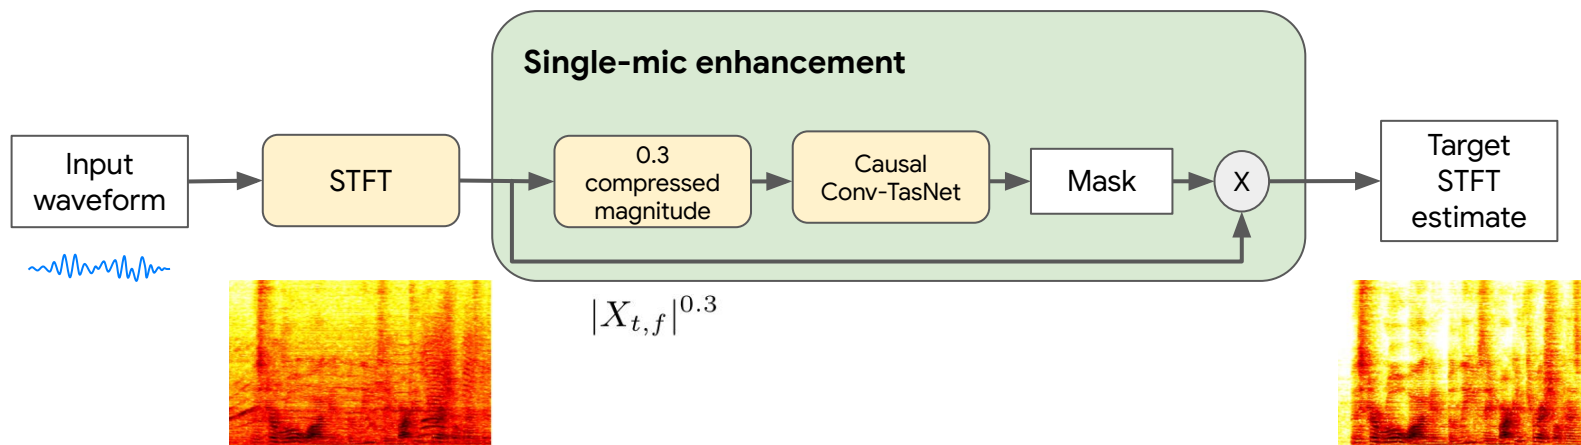 Single-mic enhancement
Input
waveform
STFT
0.3
compressed
magnitude
Causal
Conv-TasNet
Mask
X
Target
STFT
estimate
|X_{t,f}|^{0.3}